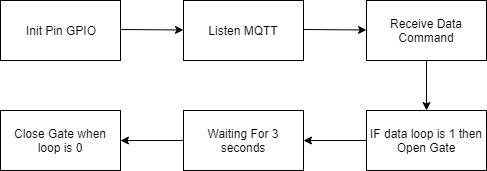 Init Pin GPIO
Listen MQTT
Receive Data
Command
IF data loop is 1 then
Open Gate
Waiting For 3
seconds
Close Gate when
loop is 0